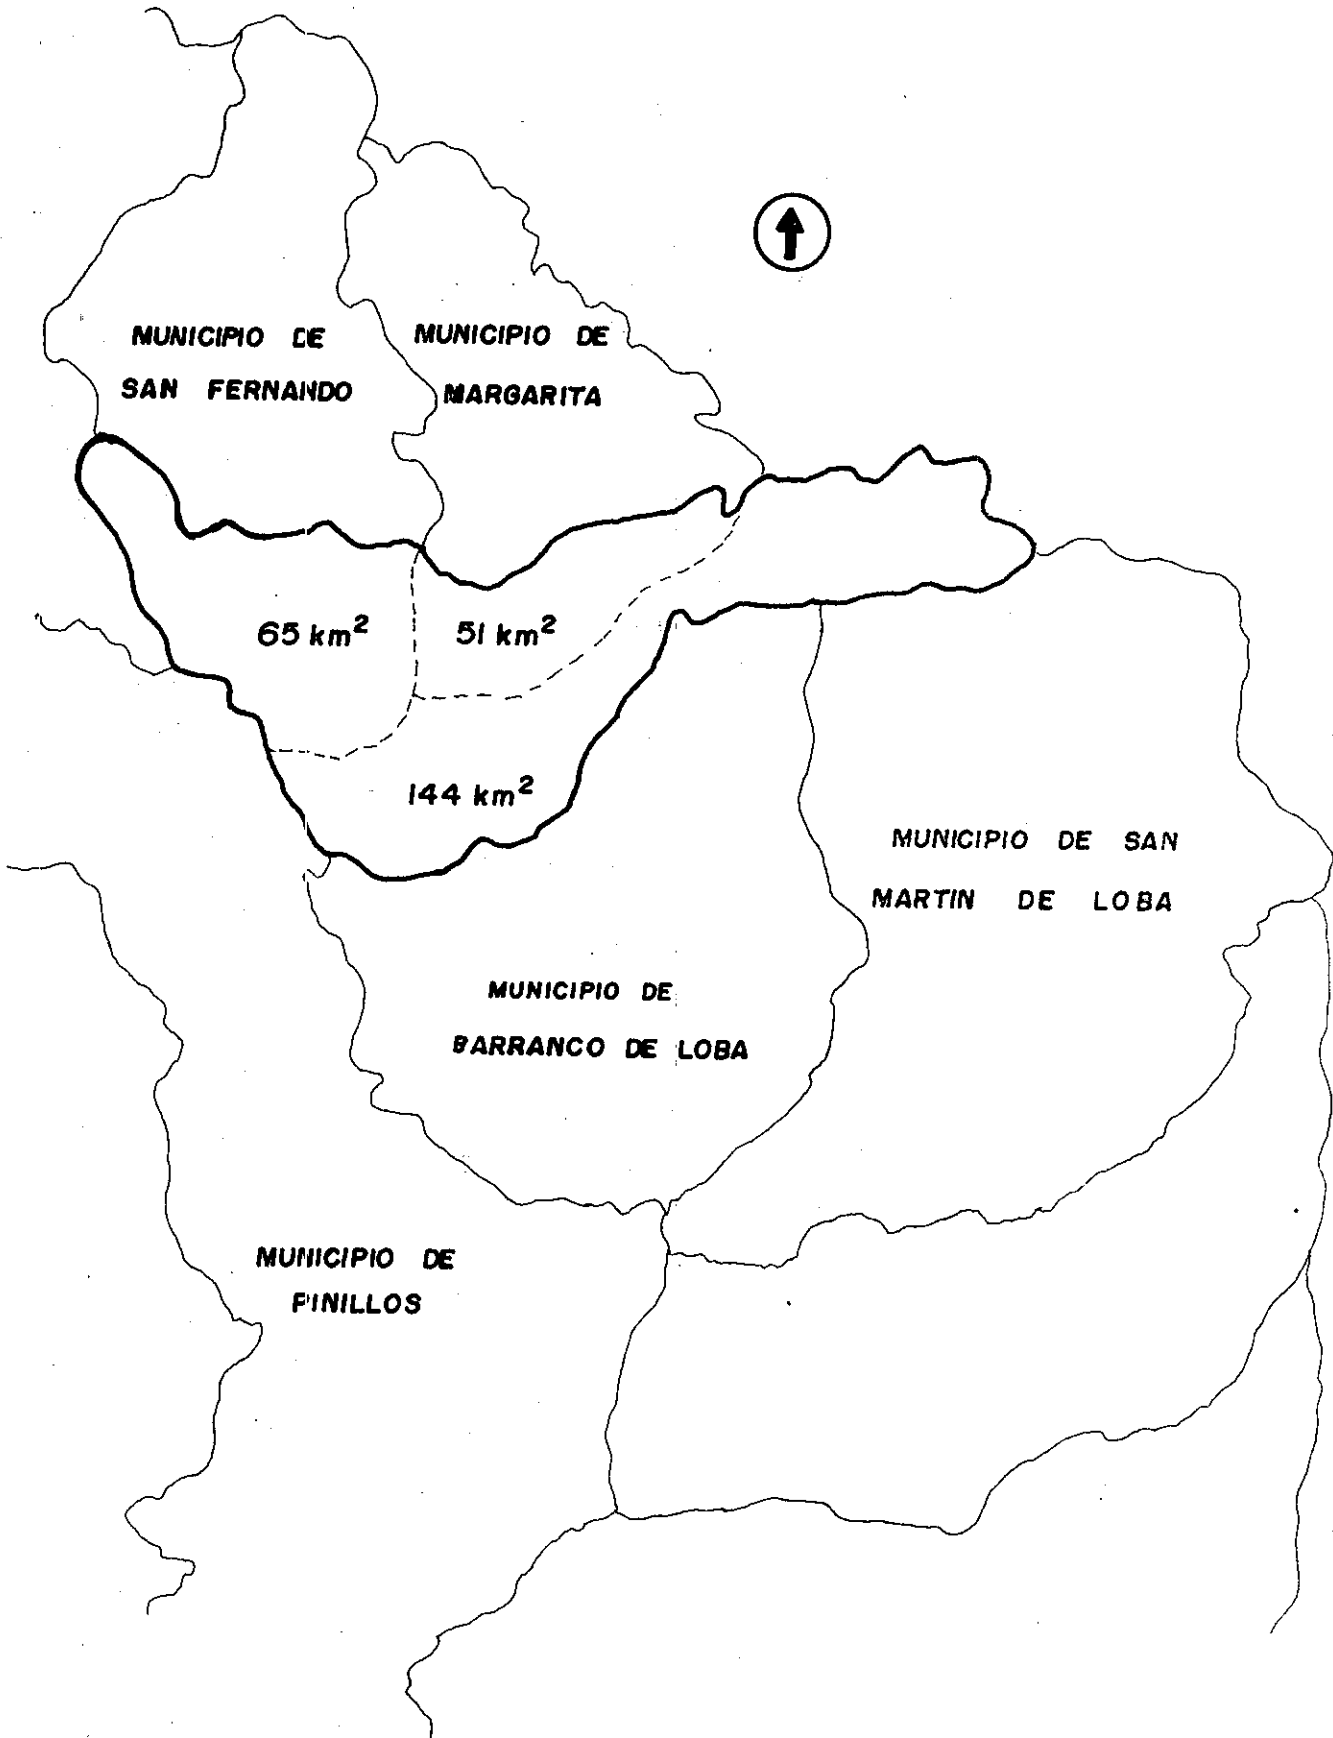 MUNICIPIO DE
SAN FERNANDO
MUNICIPIO DE
MARGARITA
65 km²
51 km²
144 km²
MUNICIPIO DE SAN
MARTIN DE LOBA
MUNICIPIO DE
BARRANCO DE LOBA
MUNICIPIO DE
PINILLOS